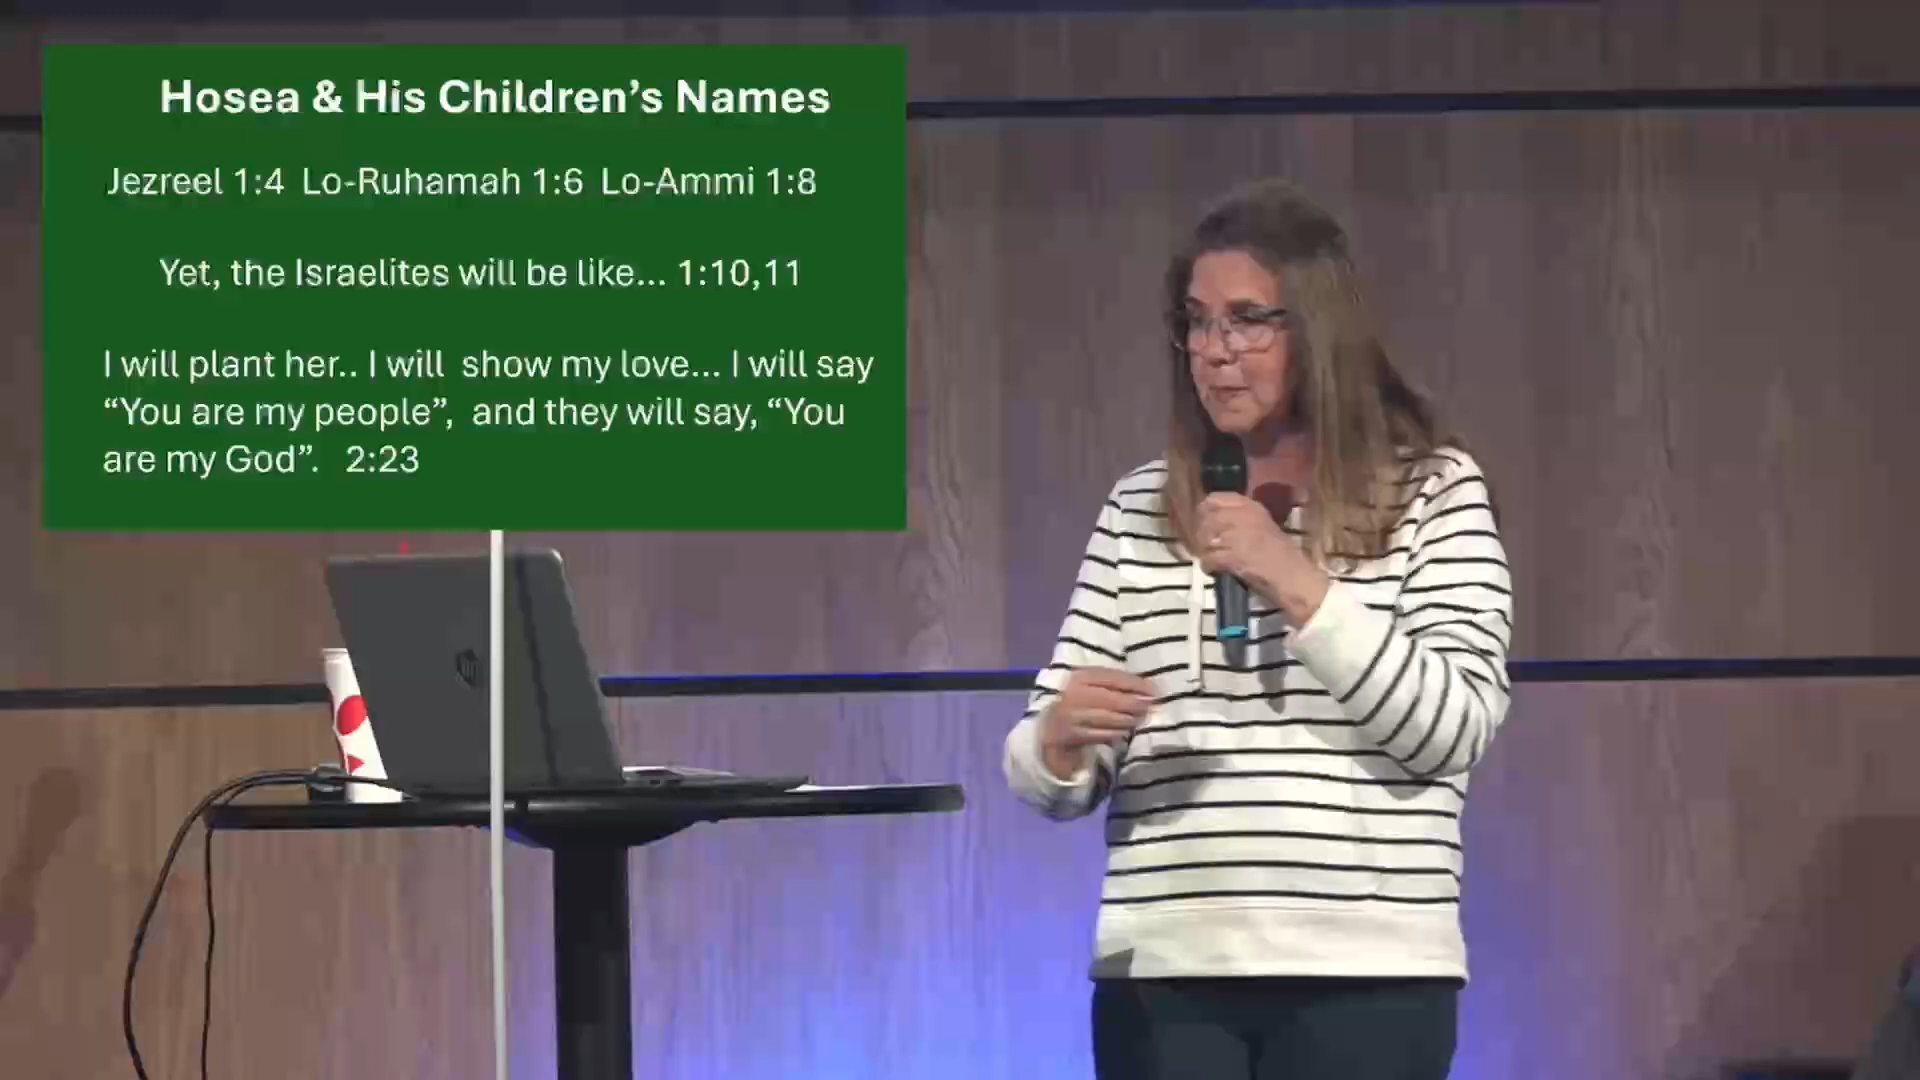 Hosea & His Children’s Names
Jezreel 1:4 Lo-Ruhamah 1:6 Lo-Ammi 1:8
Yet, the Israelites will be like... 1:10,11
I will plant her.. I will show my love... I will say
“You are my people”, and they will say, “You
are my God”. 2:23